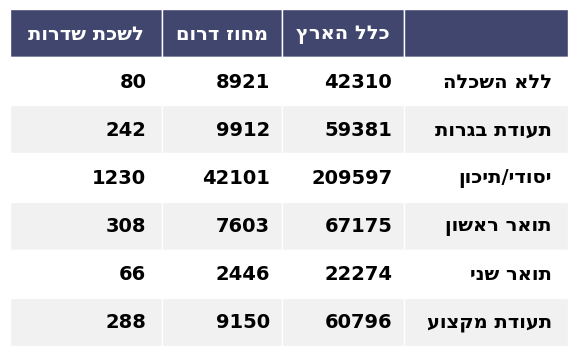 כלל הארץ מחוז דרום לשכת שדרות
ללא השכלה 42310 8921 80
תעודת בגרות 59381 9912 242
יסודי/תיכון 209597 42101 1230
תואר ראשון 67175 7603 308
תואר שני 22274 2446 66
תעודת מקצוע 60796 9150 288